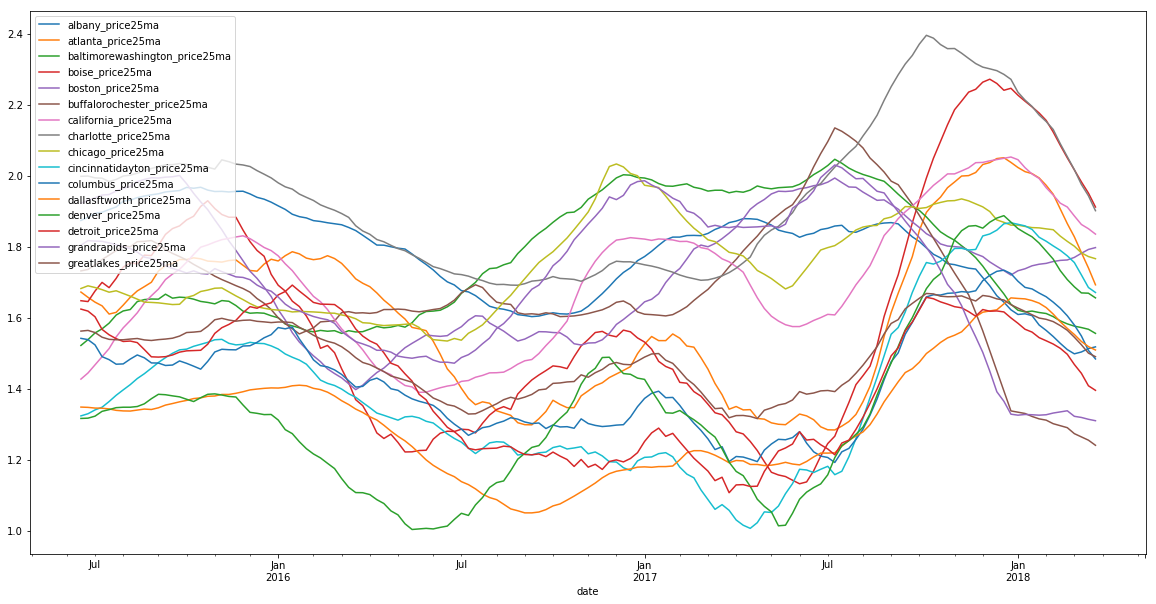 albany_price25ma
atlanta_price25ma
baltimorewashington_price25ma
boise_price25ma
boston_price25ma
buffalorochester_price25ma
california_price25ma
charlotte_price25ma
chicago_price25ma
cincinnatidayton_price25ma
columbus_price25ma
dallasftworth_price25ma
denver_price25ma
detroit_price25ma
grandrapids_price25ma
greatlakes_price25ma
2.4
2.2
2.0
1.8
1.6
1.4
1.2
1.0
Jul Jan Jul Jan Jul Jan
2016 2017 2018
date